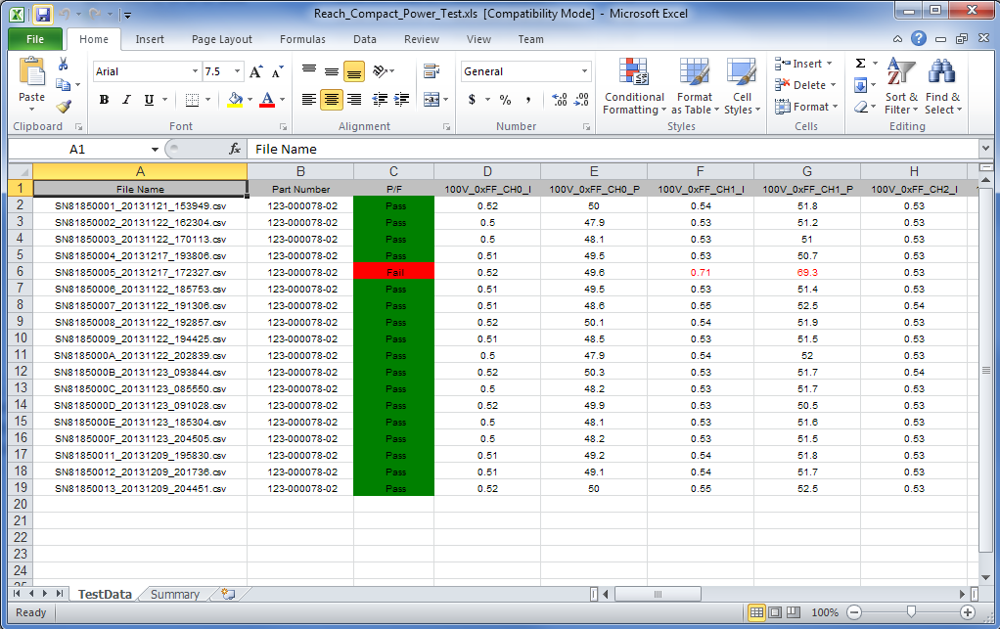 Reach_Compact_Power_Test.xls [Compatibility Mode] - Microsoft Excel
File Home Insert Page Layout Formulas Data Review View Team
Paste
Arial 7.5 A A
B I U A
General
$ % ,
Conditional Formatting
Format as Table
Cell Styles
Insert
Delete
Format
Σ
Sort & Filter
Find & Select
Clipboard Font Alignment Number Styles Cells Editing
A1 fx File Name
A B C D E F G H
1 File Name Part Number P/F 100V_0xFF_CH0_I 100V_0xFF_CH0_P 100V_0xFF_CH1_I 100V_0xFF_CH1_P 100V_0xFF_CH2_I
2 SN81850001_20131121_153949.csv 123-000078-02 Pass 0.52 50 0.54 51.8 0.53
3 SN81850002_20131122_162304.csv 123-000078-02 Pass 0.5 47.9 0.53 51.2 0.53
4 SN81850003_20131122_170113.csv 123-000078-02 Pass 0.5 48.1 0.53 51 0.53
5 SN81850004_20131217_193806.csv 123-000078-02 Pass 0.51 49.5 0.53 50.7 0.53
6 SN81850005_20131217_172327.csv 123-000078-02 Fail 0.52 49.6 0.71 69.3 0.53
7 SN81850006_20131122_185753.csv 123-000078-02 Pass 0.51 49.5 0.53 51.4 0.53
8 SN81850007_20131122_191306.csv 123-000078-02 Pass 0.51 48.6 0.55 52.5 0.54
9 SN81850008_20131122_192857.csv 123-000078-02 Pass 0.52 50.1 0.54 51.9 0.53
10 SN81850009_20131122_194425.csv 123-000078-02 Pass 0.51 48.5 0.53 51.5 0.53
11 SN8185000A_20131122_202839.csv 123-000078-02 Pass 0.5 47.9 0.54 52 0.53
12 SN8185000B_20131123_093844.csv 123-000078-02 Pass 0.52 50.3 0.53 51.7 0.54
13 SN8185000C_20131123_085550.csv 123-000078-02 Pass 0.5 48.2 0.53 51.7 0.53
14 SN8185000D_20131123_091028.csv 123-000078-02 Pass 0.52 49.9 0.53 50.5 0.53
15 SN8185000E_20131123_185304.csv 123-000078-02 Pass 0.5 48.1 0.53 51.6 0.53
16 SN8185000F_20131123_204505.csv 123-000078-02 Pass 0.5 48.2 0.53 51.5 0.53
17 SN81850011_20131209_195830.csv 123-000078-02 Pass 0.51 49.2 0.54 51.8 0.53
18 SN81850012_20131209_201736.csv 123-000078-02 Pass 0.51 49.1 0.54 51.7 0.53
19 SN81850013_20131209_204451.csv 123-000078-02 Pass 0.52 50 0.55 52.5 0.53
20
21
22
23
24
TestData Summary
Ready 100%